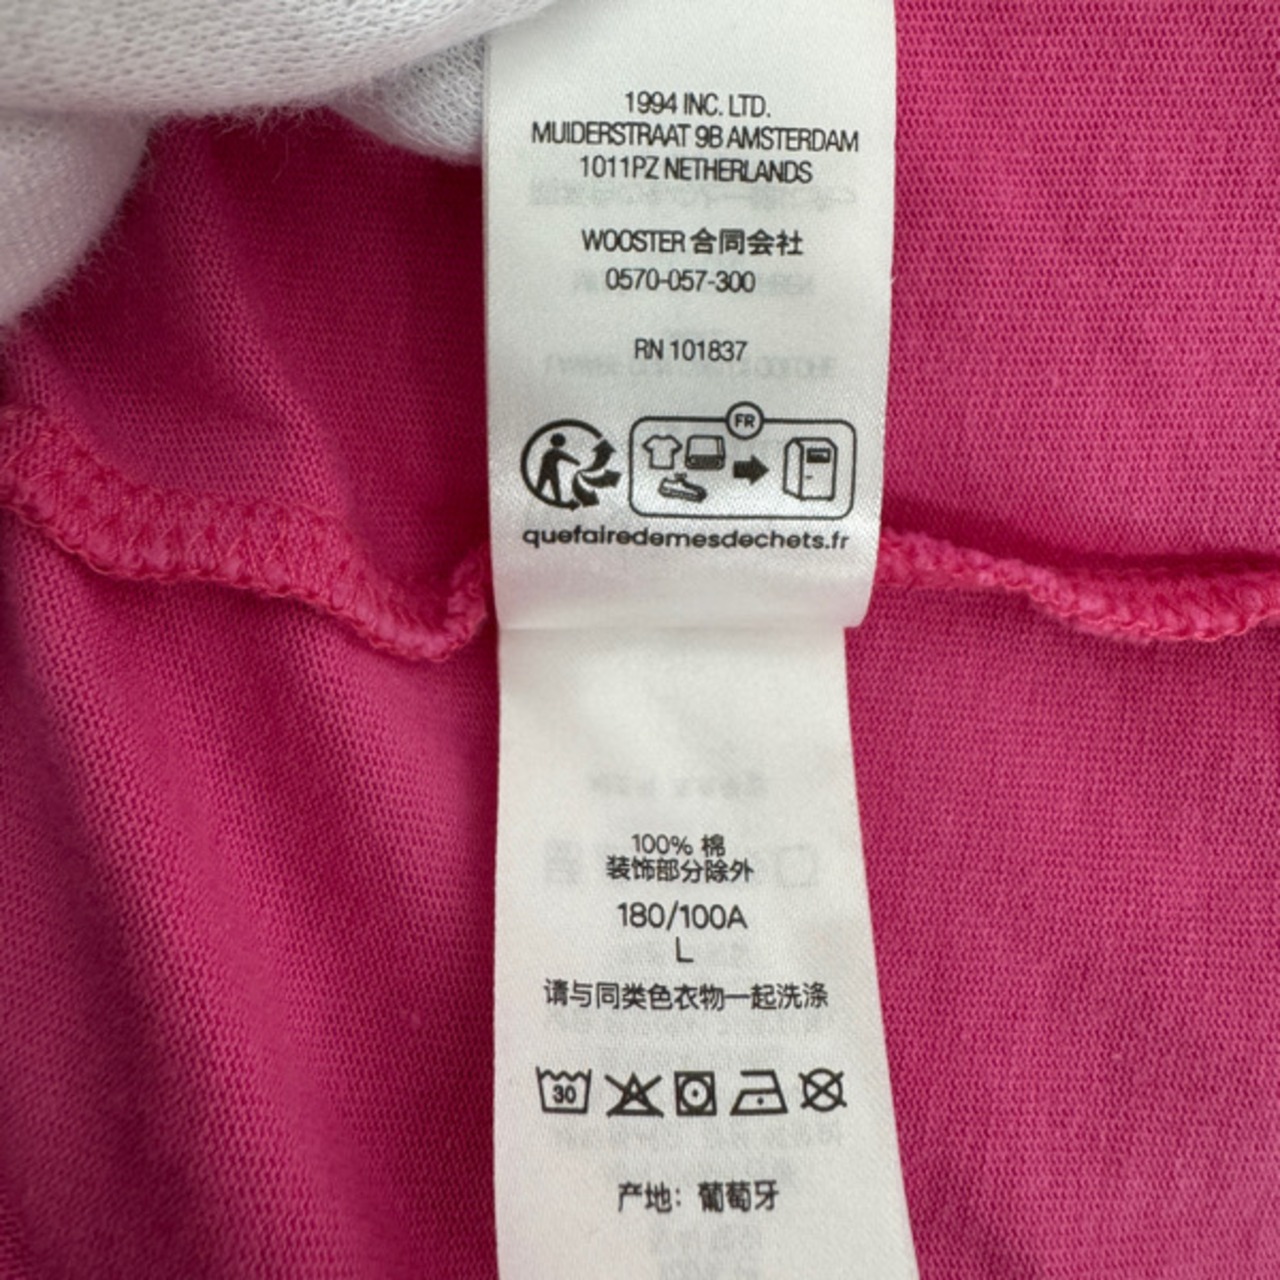 1994 INC. LTD.
MUIDERSTRAAT 9B AMSTERDAM
1011PZ NETHERLANDS
WOOSTER 合同会社
0570-057-300
RN 101837
FR
quefairedemesdechets.fr
100% 棉
装饰部分除外
180/100A
L
请与同类色衣物一起洗涤
30
产地：葡萄牙